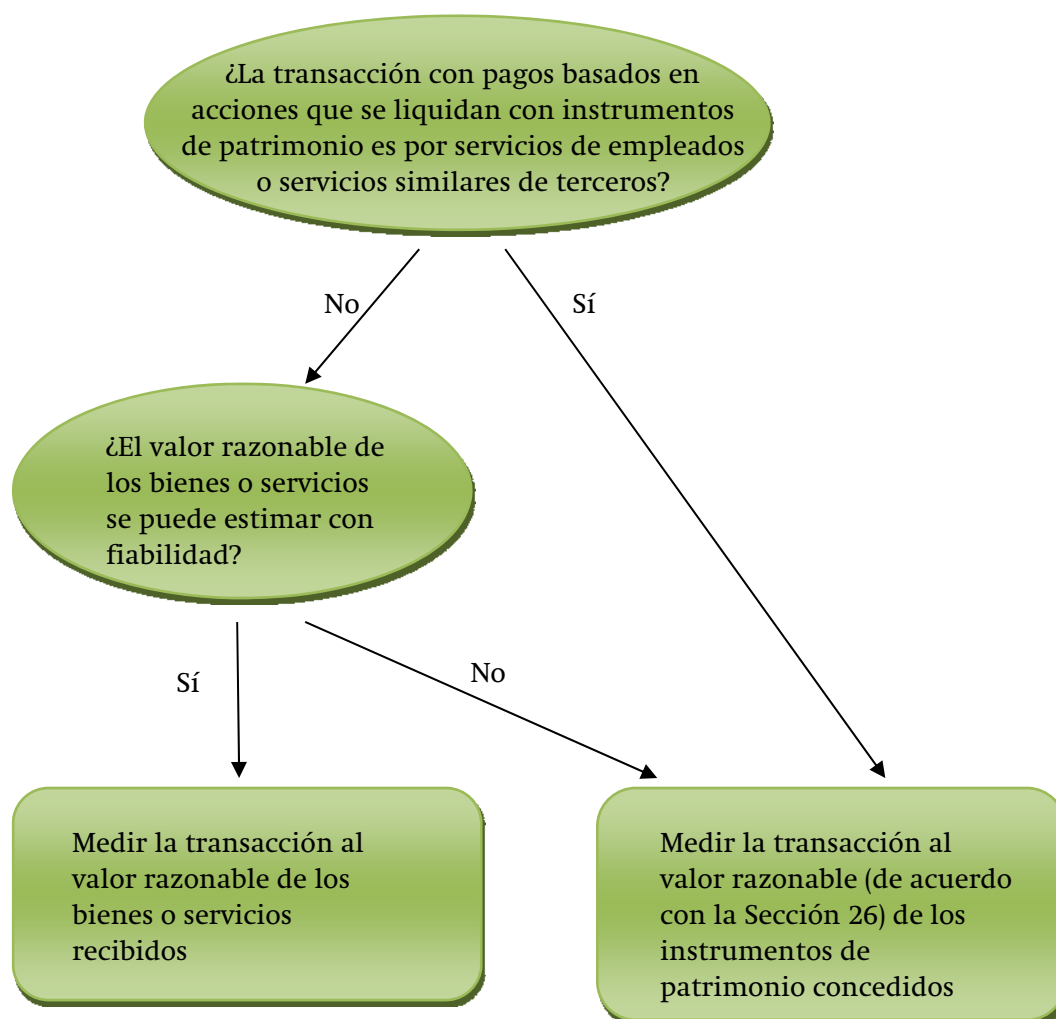 ¿La transacción con pagos basados en
acciones que se liquidan con instrumentos
de patrimonio es por servicios de empleados
o servicios similares de terceros?
No
Sí
¿El valor razonable de
los bienes o servicios
se puede estimar con
fiabilidad?
Sí
No
Medir la transacción al
valor razonable de los
bienes o servicios
recibidos
Medir la transacción al
valor razonable (de acuerdo
con la Sección 26) de los
instrumentos de
patrimonio concedidos